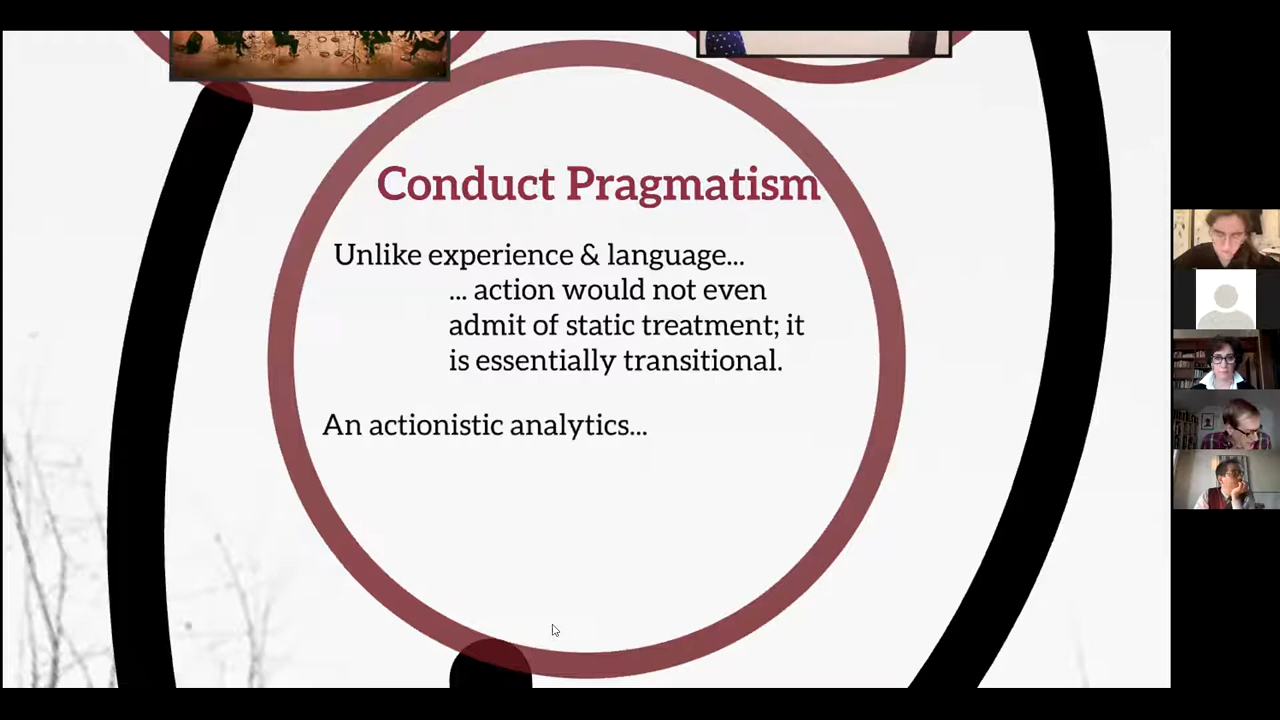 Conduct Pragmatism
Unlike experience & language...
... action would not even
admit of static treatment; it
is essentially transitional.
An actionistic analytics...